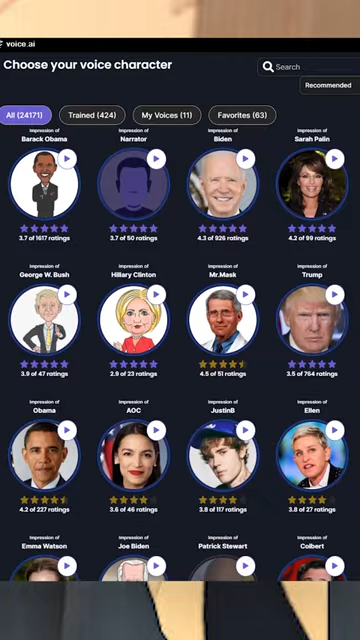 voice.ai
Choose your voice character
Search
Recommended
All (24171) Trained (424) My Voices (11) Favorites (63)
Impression of Impression of Impression of Impression of
Barack Obama Narrator Biden Sarah Palin
3.7 of 1617 ratings 3.7 of 50 ratings 4.3 of 926 ratings 4.2 of 99 ratings
Impression of Impression of Impression of Impression of
George W. Bush Hillary Clinton Mr.Mask Trump
3.9 of 47 ratings 2.9 of 23 ratings 4.5 of 51 ratings 3.5 of 764 ratings
Impression of Impression of Impression of Impression of
Obama AOC JustinB Ellen
4.2 of 227 ratings 3.6 of 46 ratings 3.8 of 117 ratings 3.8 of 27 ratings
Impression of Impression of Impression of Impression of
Emma Watson Joe Biden Patrick Stewart Colbert